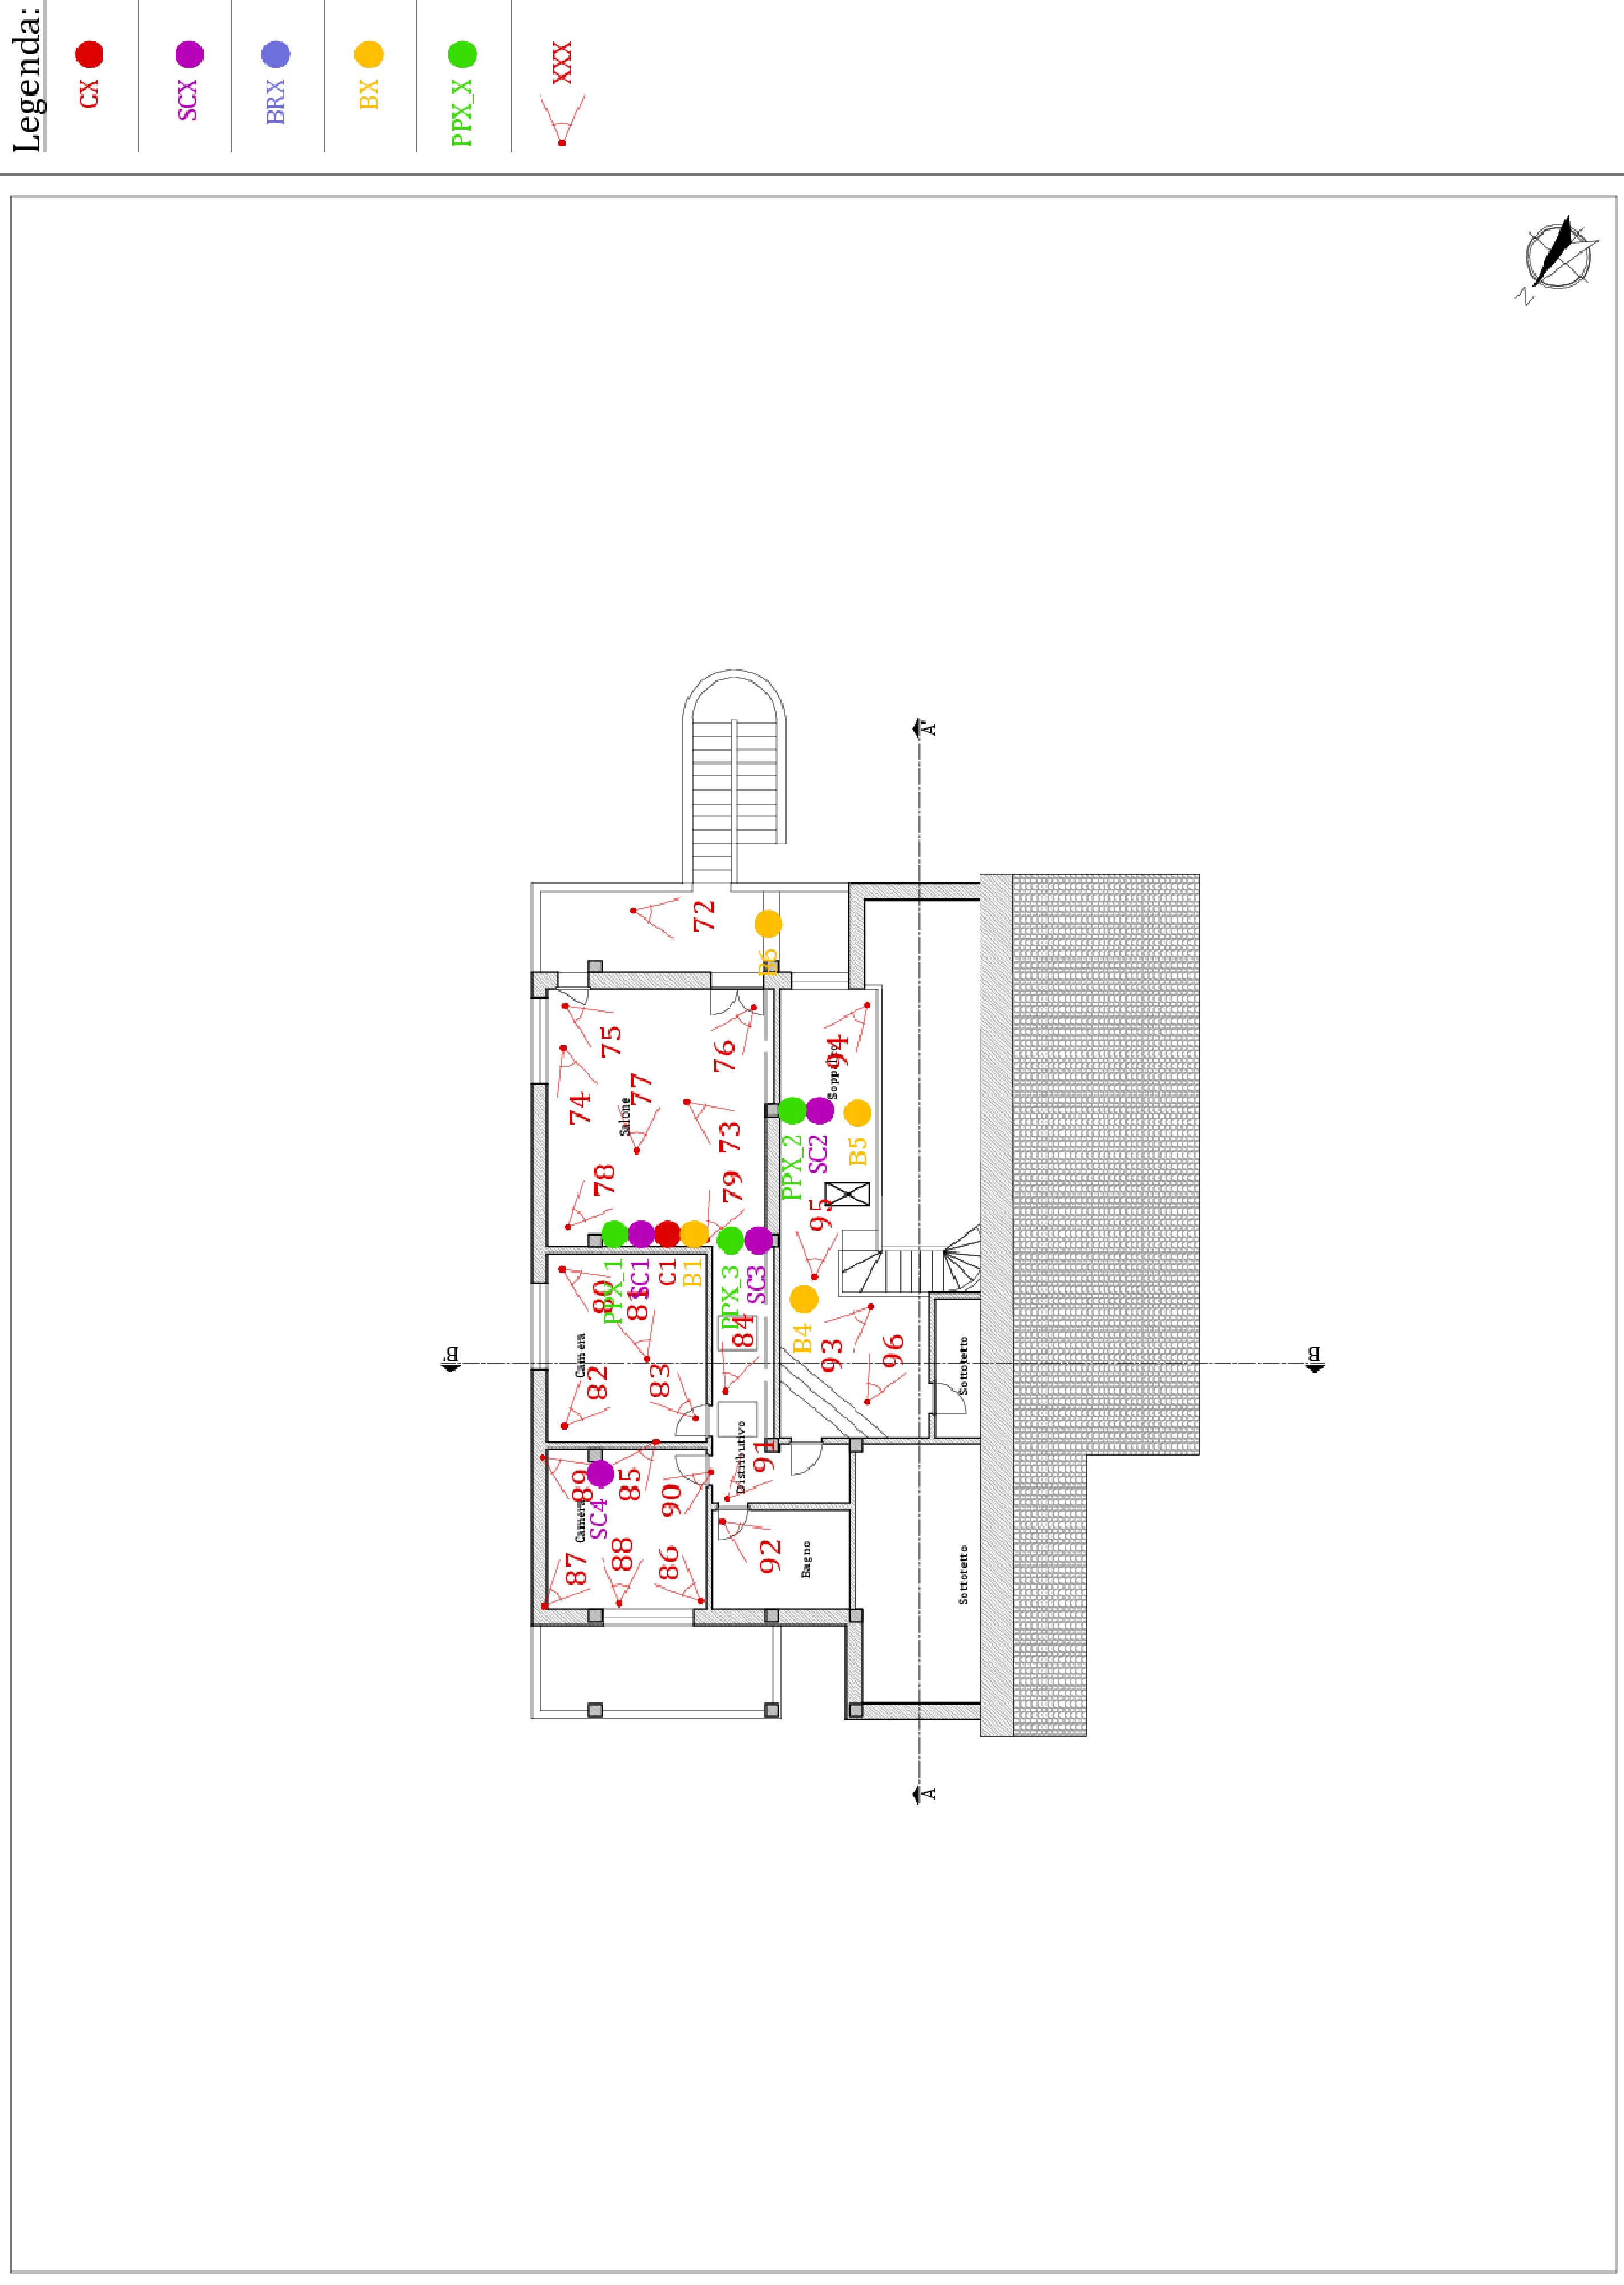 Legenda:
CX
SCX
BRX
BX
PPX_X
XXX
N
72
B6
75
76
74
77
Salone
73
78
79
94
Soppalco
PPX_2
SC2
B5
95
PPX_1
SC1
C1
B1
PPX_3
SC3
80
81
84
B4
93
96
82
83
Camera
Sottotetto
Distributivo
91
89
85
90
SC4
Camera
87
88
86
92
Bagno
Sottotetto
A'
B'
B
A